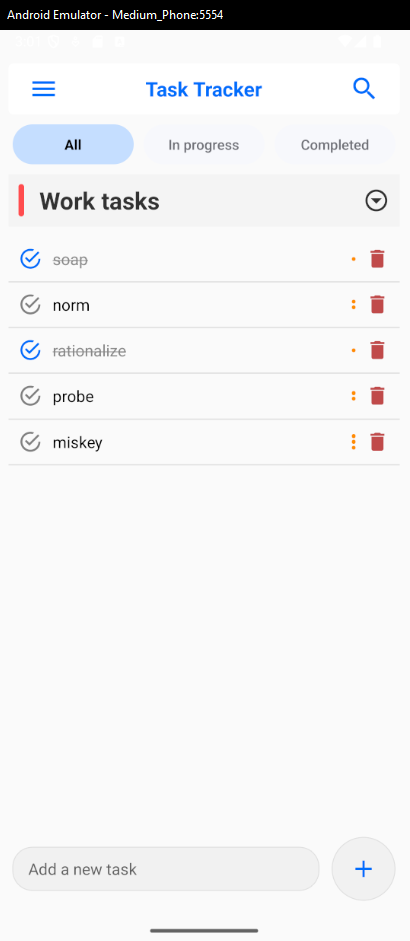 Android Emulator - Medium_Phone:5554
Task Tracker
All In progress Completed
Work tasks
soap
norm
rationalize
probe
miskey
Add a new task